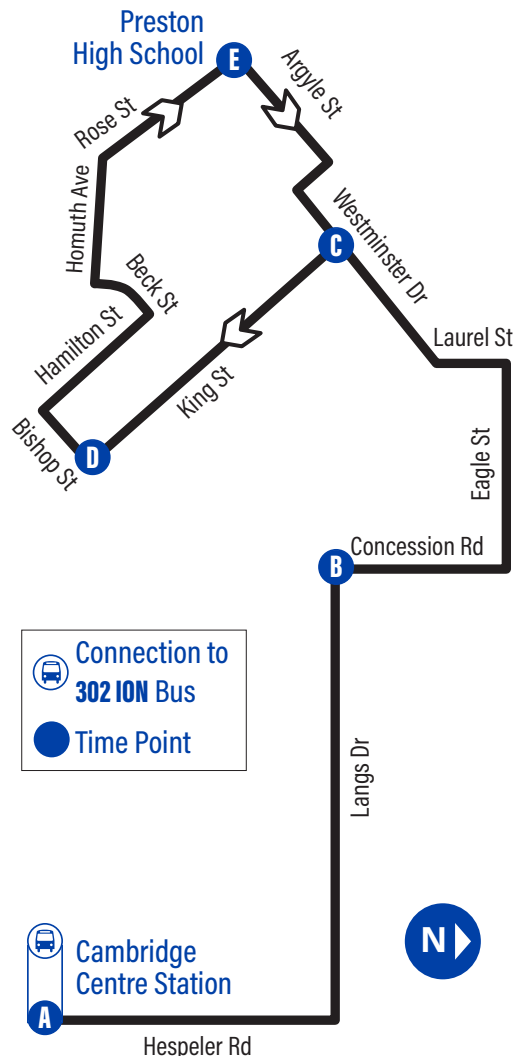 Preston
High School
E
Argyle St
Rose St
Homuth Ave
Westminster Dr
C
Beck St
Hamilton St
King St
Laurel St
Bishop St
D
Eagle St
Concession Rd
B
Connection to
302 ION Bus
Time Point
Langs Dr
N
Cambridge
Centre Station
A
Hespeler Rd